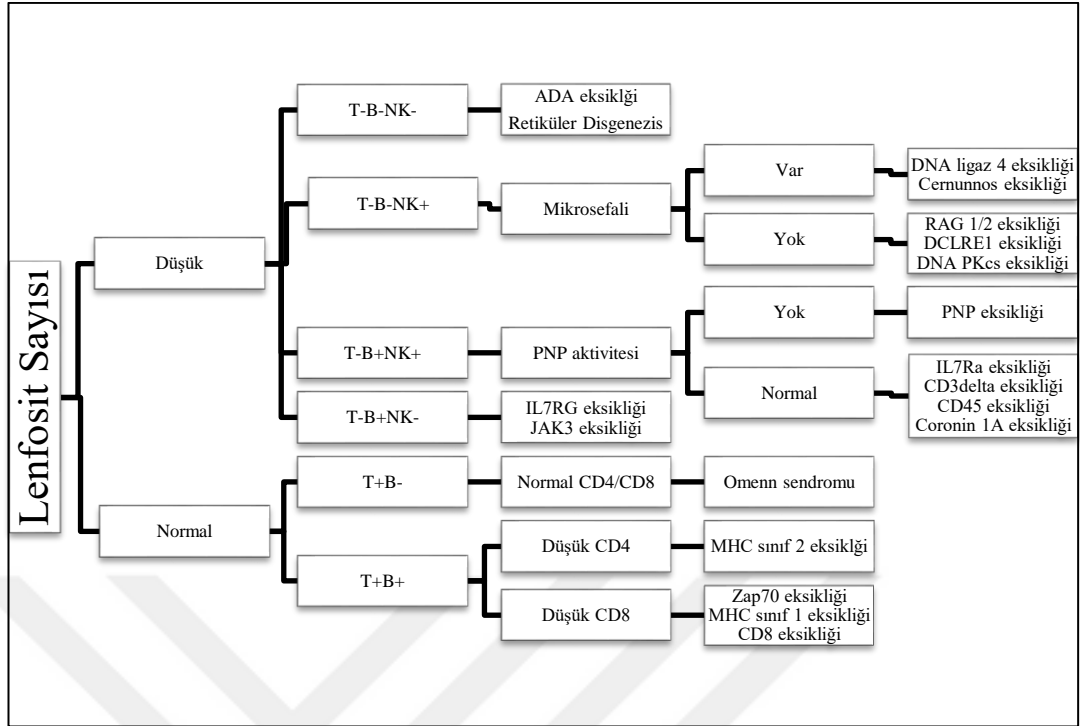 Lenfosit Sayısı
Düşük
T-B-NK-
ADA eksiklği
Retiküler Disgenezis
T-B-NK+
Mikrosefali
Var
DNA ligaz 4 eksikliği
Cernunnos eksikliği
Yok
RAG 1/2 eksikliği
DCLRE1 eksikliği
DNA PKcs eksikliği
T-B+NK+
PNP aktivitesi
Yok
PNP eksikliği
Normal
IL7Ra eksikliği
CD3delta eksikliği
CD45 eksikliği
Coronin 1A eksikliği
T-B+NK-
IL7RG eksikliği
JAK3 eksikliği
Normal
T+B-
Normal CD4/CD8
Omenn sendromu
T+B+
Düşük CD4
MHC sınıf 2 eksiklği
Düşük CD8
Zap70 eksikliği
MHC sınıf 1 eksikliği
CD8 eksikliği